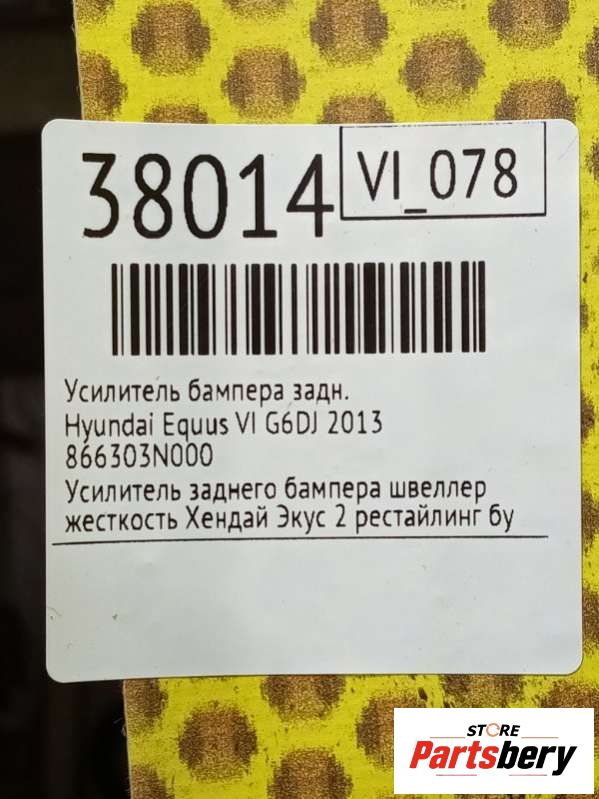 38014
VI_078
Усилитель бампера задн.
Hyundai Equus VI G6DJ 2013
866303N000
Усилитель заднего бампера швеллер
жесткость Хендай Экус 2 рестайлинг бу
STORE
Partsbery